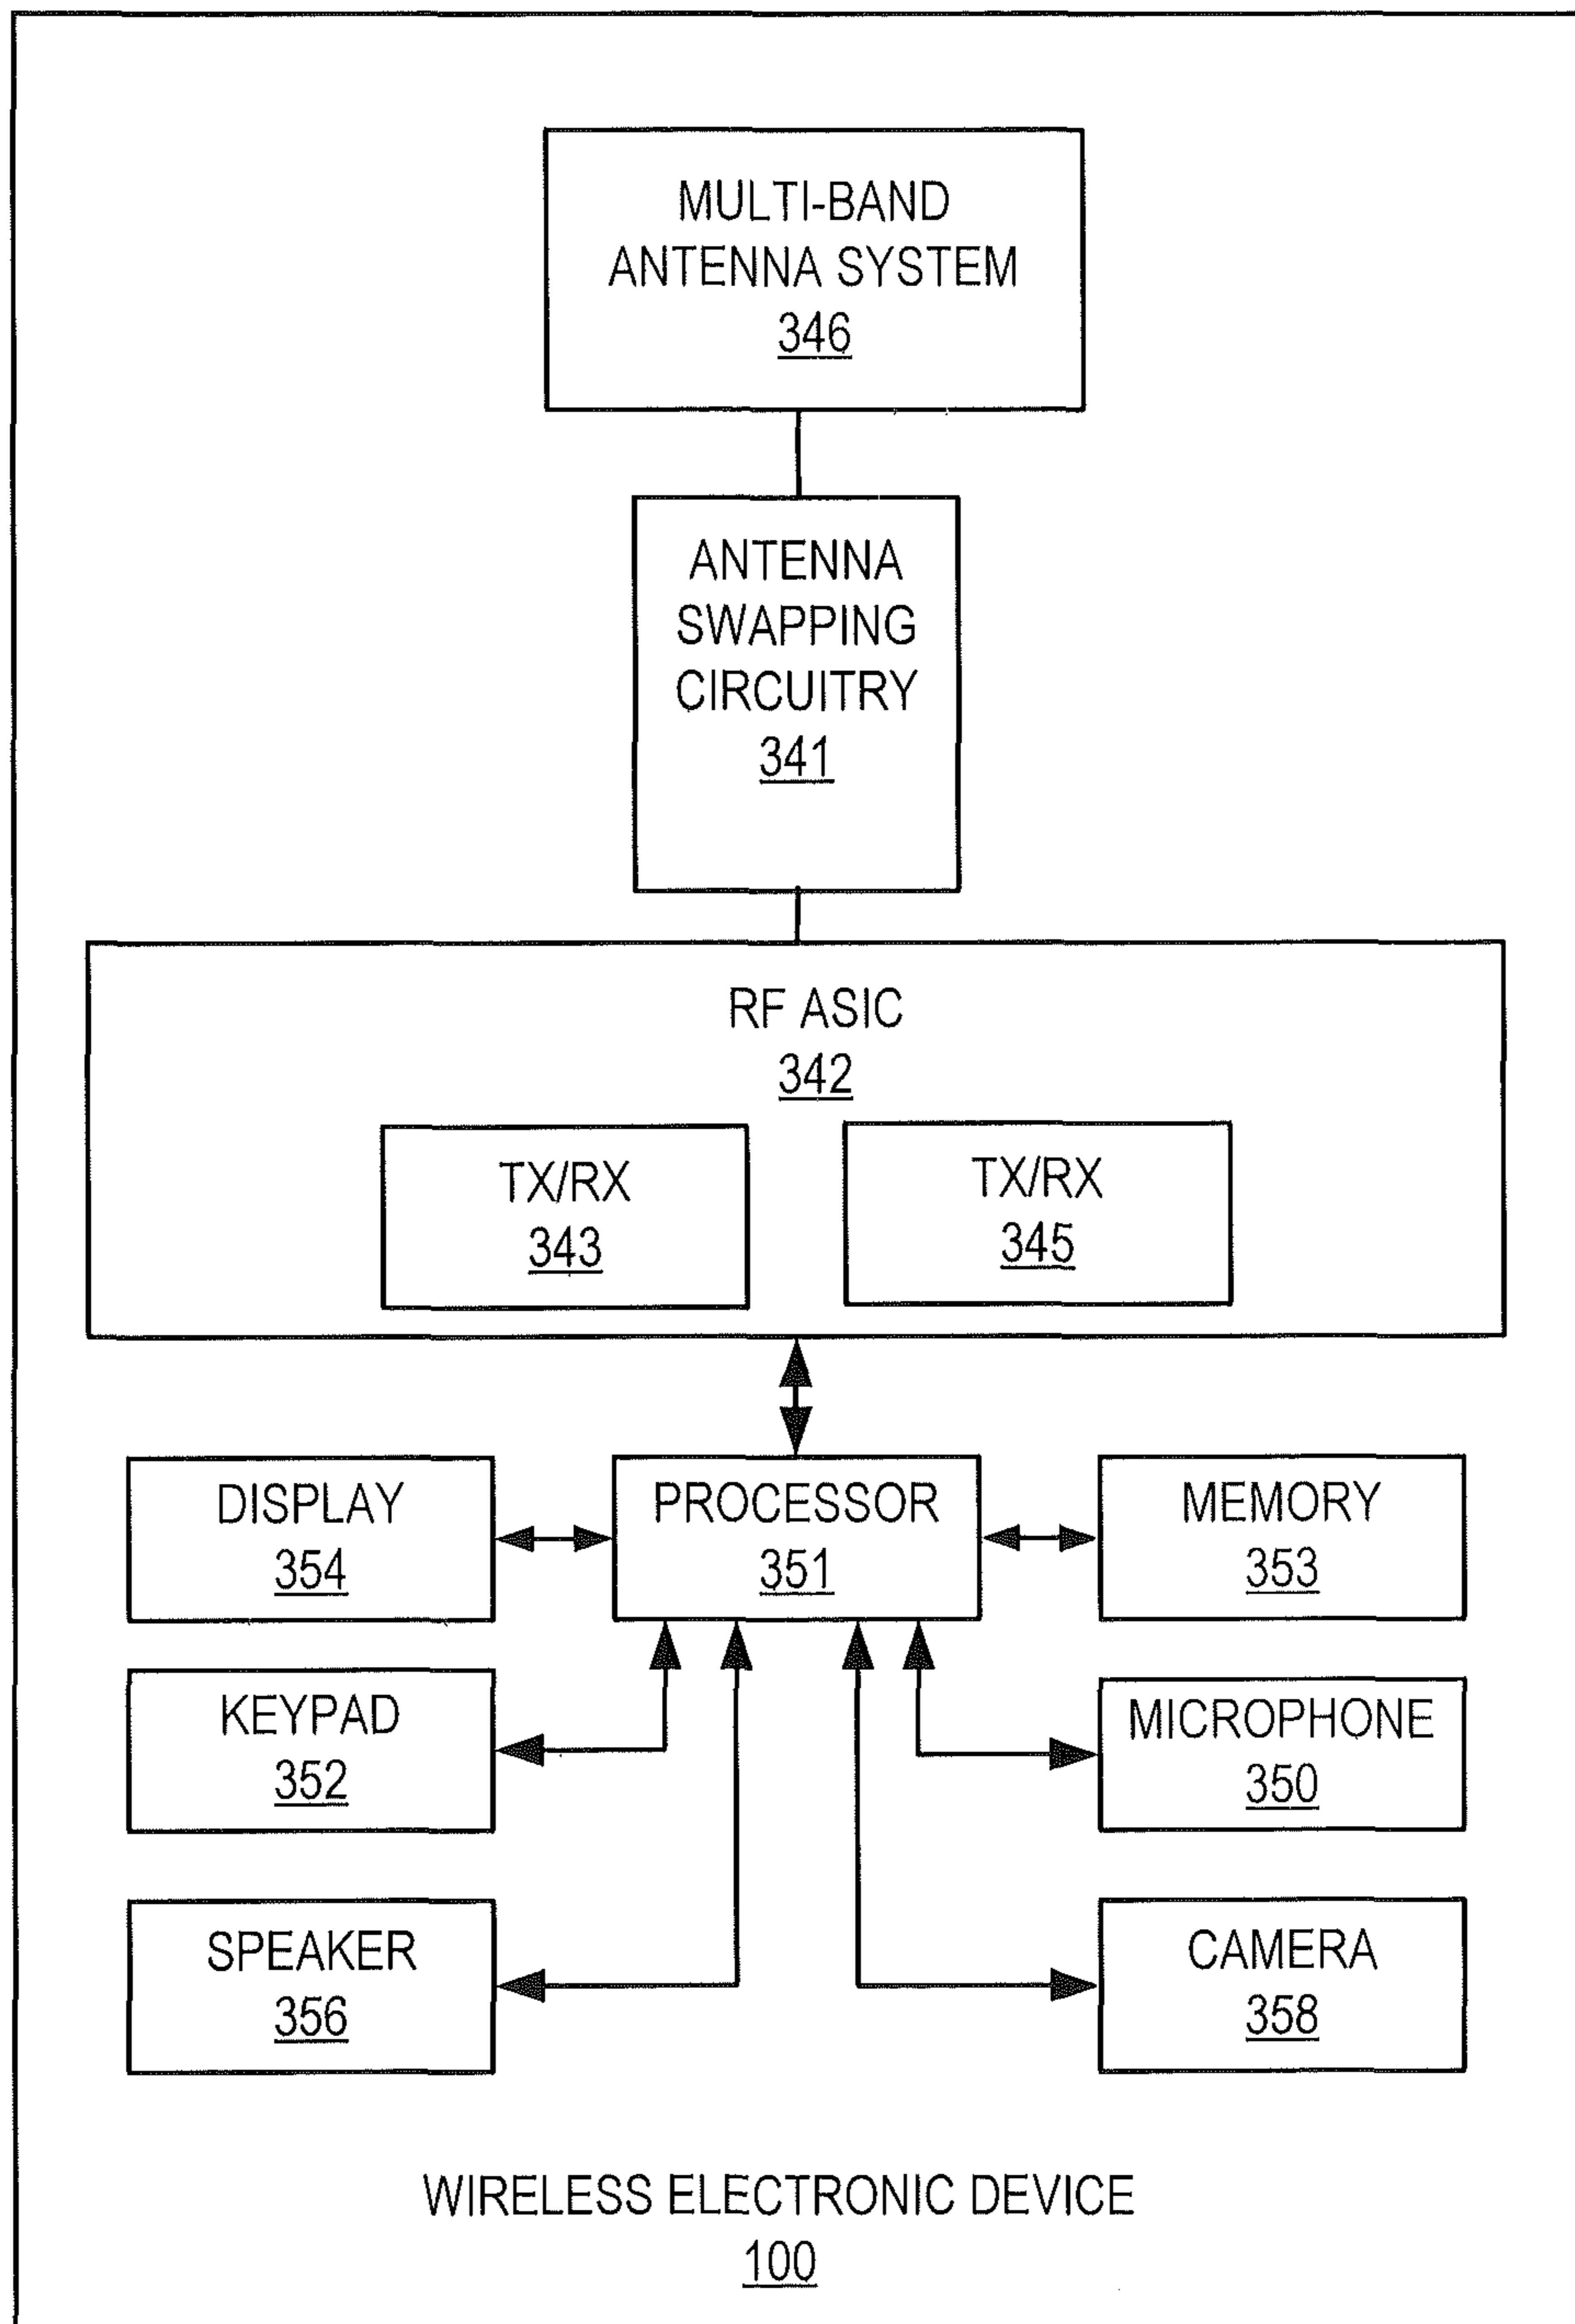 MULTI-BAND
ANTENNA SYSTEM
346
ANTENNA
SWAPPING
CIRCUITRY
341
RF ASIC
342
TX/RX
343
TX/RX
345
DISPLAY
354
PROCESSOR
351
MEMORY
353
KEYPAD
352
MICROPHONE
350
SPEAKER
356
CAMERA
358
WIRELESS ELECTRONIC DEVICE
100